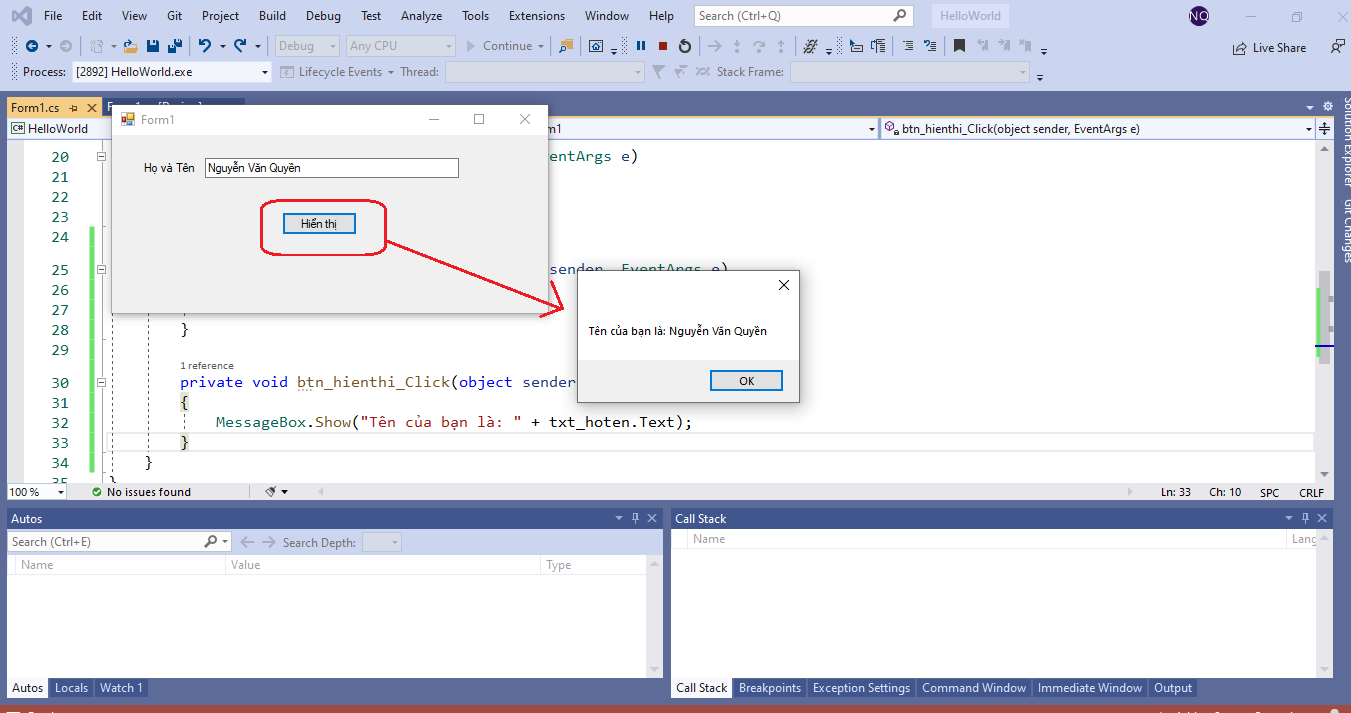 File Edit View Git Project Build Debug Test Analyze Tools Extensions Window Help Search (Ctrl+Q) HelloWorld NQ
Debug Any CPU Continue Live Share
Process: [2892] HelloWorld.exe Lifecycle Events Thread: Stack Frame:
Form1.cs
Form1
C# HelloWorld
btn_hienthi_Click(object sender, EventArgs e)
Họ và Tên Nguyễn Văn Quyền
Hiển thị
20 entArgs e)
21
22
23
24
25 sender, EventArgs e)
26
27
28 }
29
1 reference
30 private void btn_hienthi_Click(object sender
31 {
32 MessageBox.Show("Tên của bạn là: " + txt_hoten.Text);
33 }
34 }
35 }
Tên của bạn là: Nguyễn Văn Quyền
OK
Solution Explorer
Git Changes
100 % No issues found Ln: 33 Ch: 10 SPC CRLF
Autos
Search (Ctrl+E) Search Depth:
Name Value Type
Autos Locals Watch 1
Call Stack
Name Lang
Call Stack Breakpoints Exception Settings Command Window Immediate Window Output